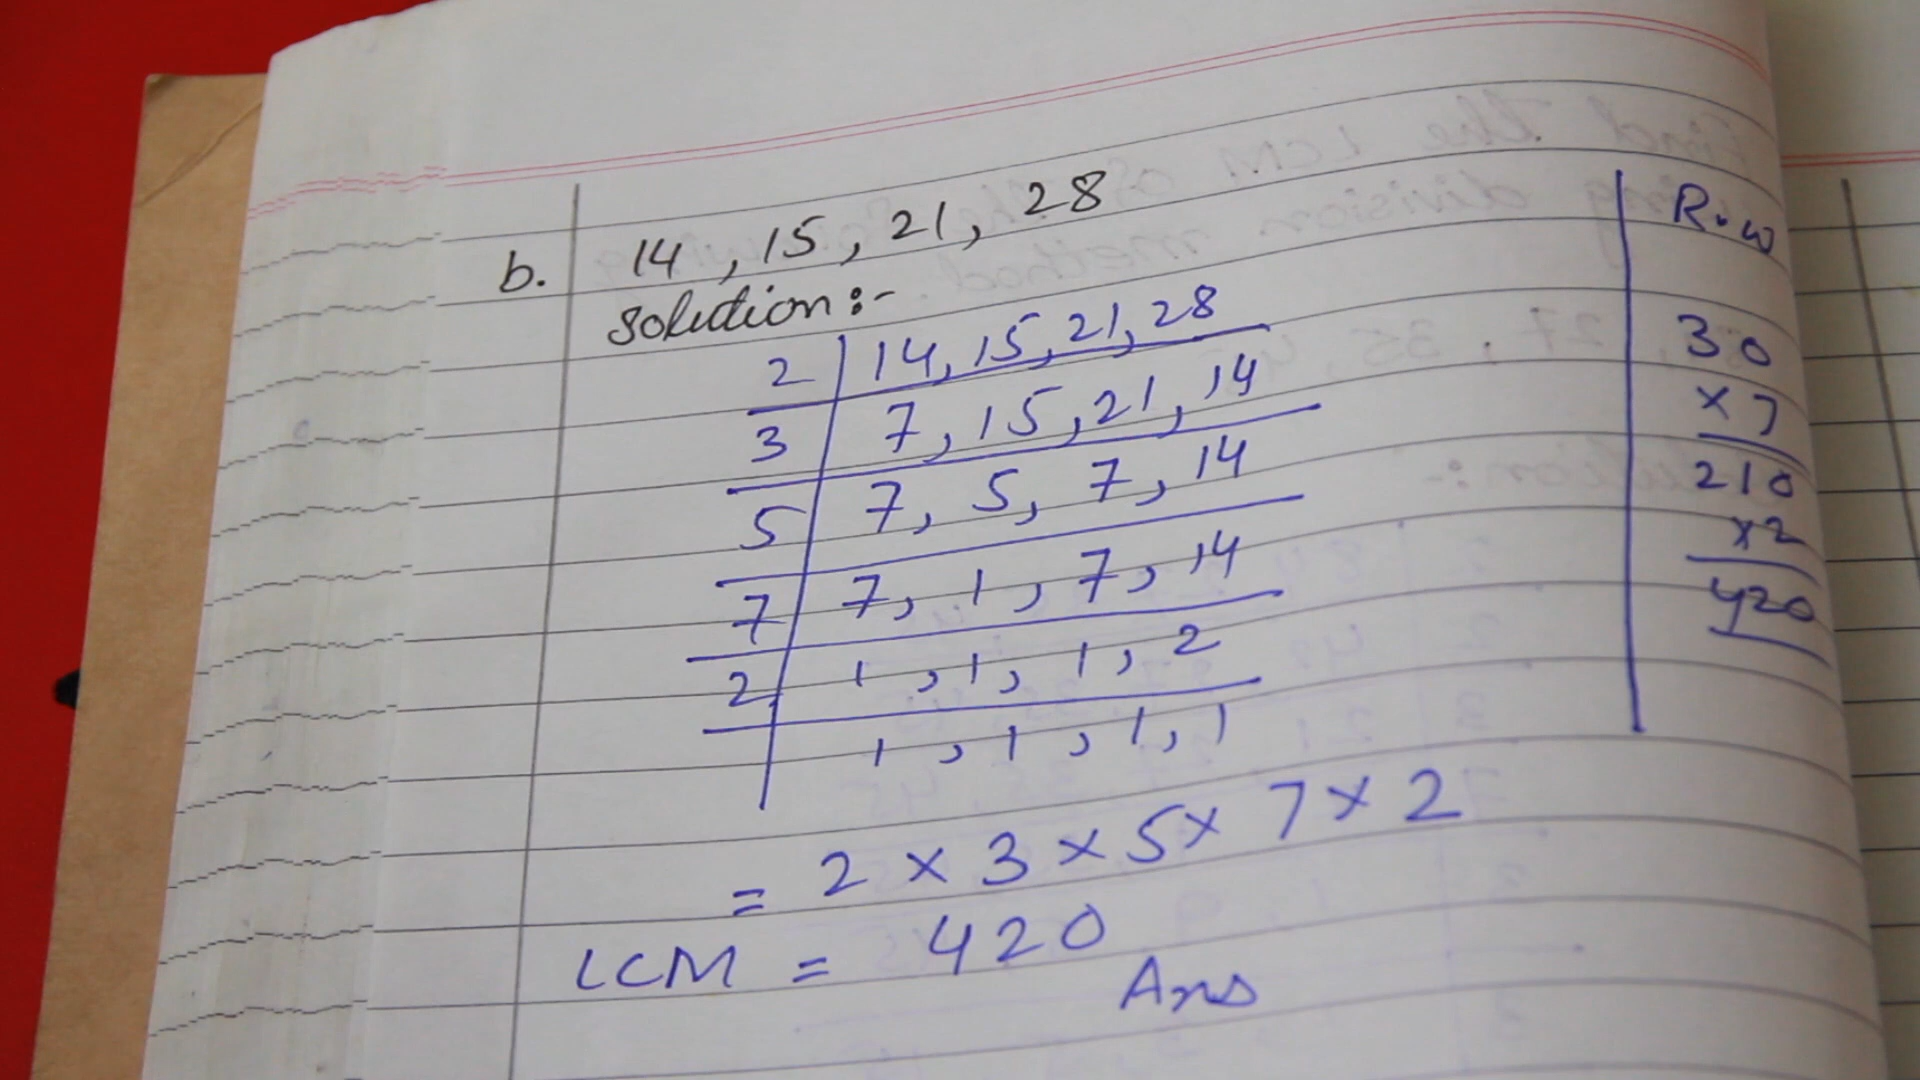 b. 14, 15, 21, 28
Solution:-
2 | 14, 15, 21, 28
3 | 7, 15, 21, 14
5 | 7, 5, 7, 14
7 | 7, 1, 7, 14
2 | 1, 1, 1, 2
| 1, 1, 1, 1
= 2 × 3 × 5 × 7 × 2
LCM = 420
Ans
R.w
30
×7
210
×2
420